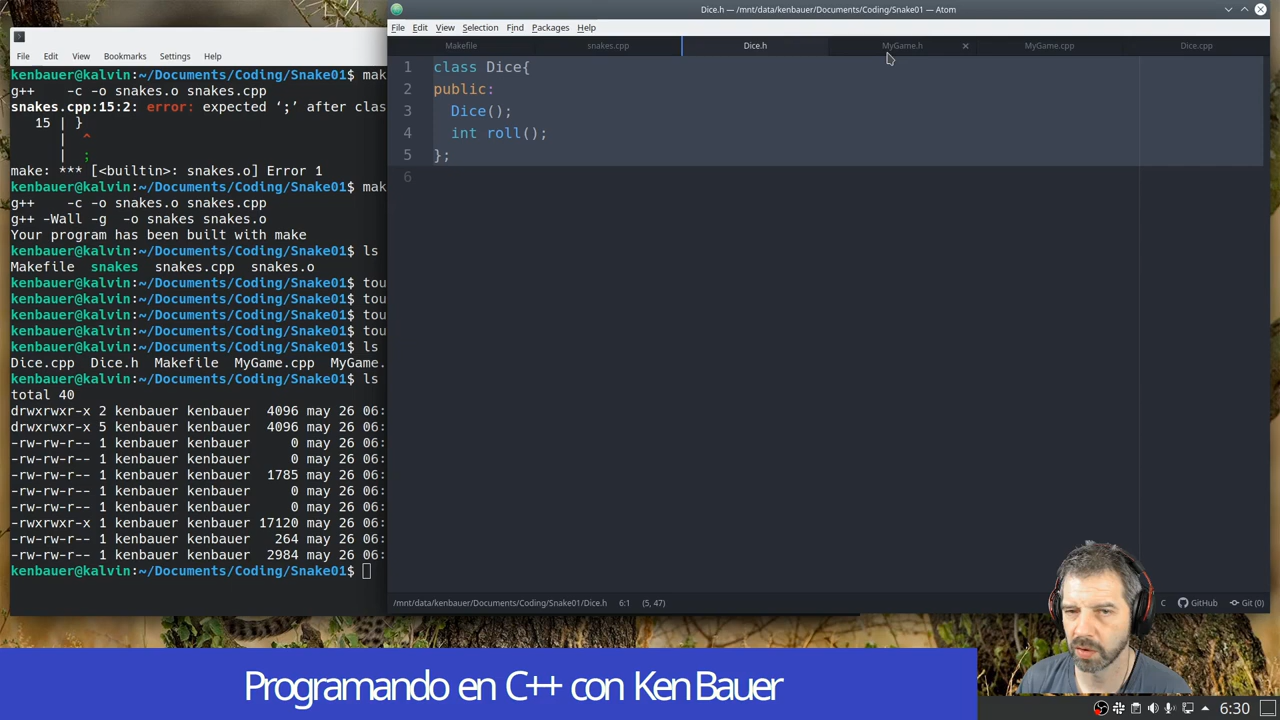 File Edit View Bookmarks Settings Help
kenbauer@kalvin:~/Documents/Coding/Snake01$ mak
g++    -c -o snakes.o snakes.cpp
snakes.cpp:15:2: error: expected ‘;’ after clas
15 | }
| ^
| ;
make: *** [<builtin>: snakes.o] Error 1
kenbauer@kalvin:~/Documents/Coding/Snake01$ mak
g++    -c -o snakes.o snakes.cpp
g++ -Wall -g  -o snakes snakes.o
Your program has been built with make
kenbauer@kalvin:~/Documents/Coding/Snake01$ ls
Makefile  snakes  snakes.cpp  snakes.o
kenbauer@kalvin:~/Documents/Coding/Snake01$ tou
kenbauer@kalvin:~/Documents/Coding/Snake01$ tou
kenbauer@kalvin:~/Documents/Coding/Snake01$ tou
kenbauer@kalvin:~/Documents/Coding/Snake01$ tou
kenbauer@kalvin:~/Documents/Coding/Snake01$ ls
Dice.cpp  Dice.h  Makefile  MyGame.cpp  MyGame.
kenbauer@kalvin:~/Documents/Coding/Snake01$ ls
total 40
drwxrwxr-x 2 kenbauer kenbauer  4096 may 26 06:
drwxrwxr-x 5 kenbauer kenbauer  4096 may 26 06:
-rw-rw-r-- 1 kenbauer kenbauer     0 may 26 06:
-rw-rw-r-- 1 kenbauer kenbauer     0 may 26 06:
-rw-rw-r-- 1 kenbauer kenbauer  1785 may 26 06:
-rw-rw-r-- 1 kenbauer kenbauer     0 may 26 06:
-rw-rw-r-- 1 kenbauer kenbauer     0 may 26 06:
-rwxrwxr-x 1 kenbauer kenbauer 17120 may 26 06:
-rw-rw-r-- 1 kenbauer kenbauer   264 may 26 06:
-rw-rw-r-- 1 kenbauer kenbauer  2984 may 26 06:
kenbauer@kalvin:~/Documents/Coding/Snake01$
Dice.h — /mnt/data/kenbauer/Documents/Coding/Snake01 — Atom
File Edit View Selection Find Packages Help
Makefile snakes.cpp Dice.h MyGame.h MyGame.cpp Dice.cpp
1 class Dice{
2 public:
3   Dice();
4   int roll();
5 };
6
/mnt/data/kenbauer/Documents/Coding/Snake01/Dice.h 6:1 (5, 47) C GitHub Git (0)
Programando en C++ con Ken Bauer
6:30